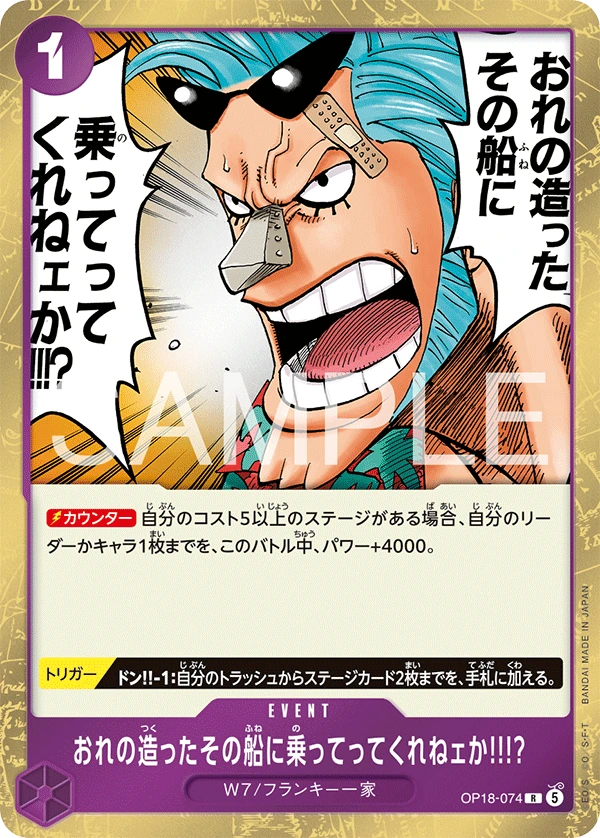 1
おれの造った
その船に
乗ってって
くれねェか!!!?
SAMPLE
カウンター 自分のコスト5以上のステージがある場合、自分のリー
ダーかキャラ1枚までを、このバトル中、パワー+4000。
トリガー ドン!!-1:自分のトラッシュからステージカード2枚までを、手札に加える。
EVENT
おれの造ったその船に乗ってってくれねェか!!!?
W7/フランキー一家
OP18-074 R 5
BANDAI MADE IN JAPAN